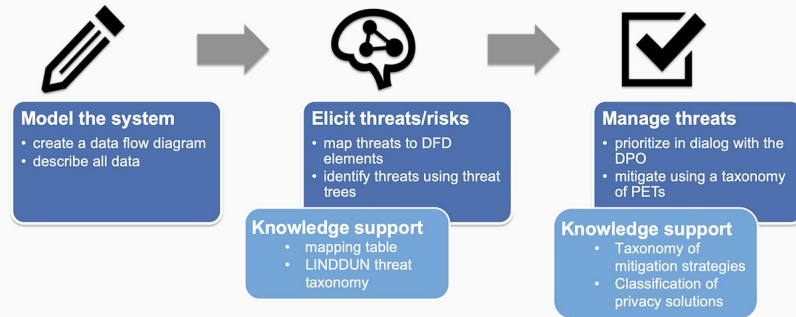 Model the system
• create a data flow diagram
• describe all data
Elicit threats/risks
• map threats to DFD
elements
• identify threats using threat
trees
Knowledge support
• mapping table
• LINDDUN threat
taxonomy
Manage threats
• prioritize in dialog with the
DPO
• mitigate using a taxonomy
of PETs
Knowledge support
• Taxonomy of
mitigation strategies
• Classification of
privacy solutions